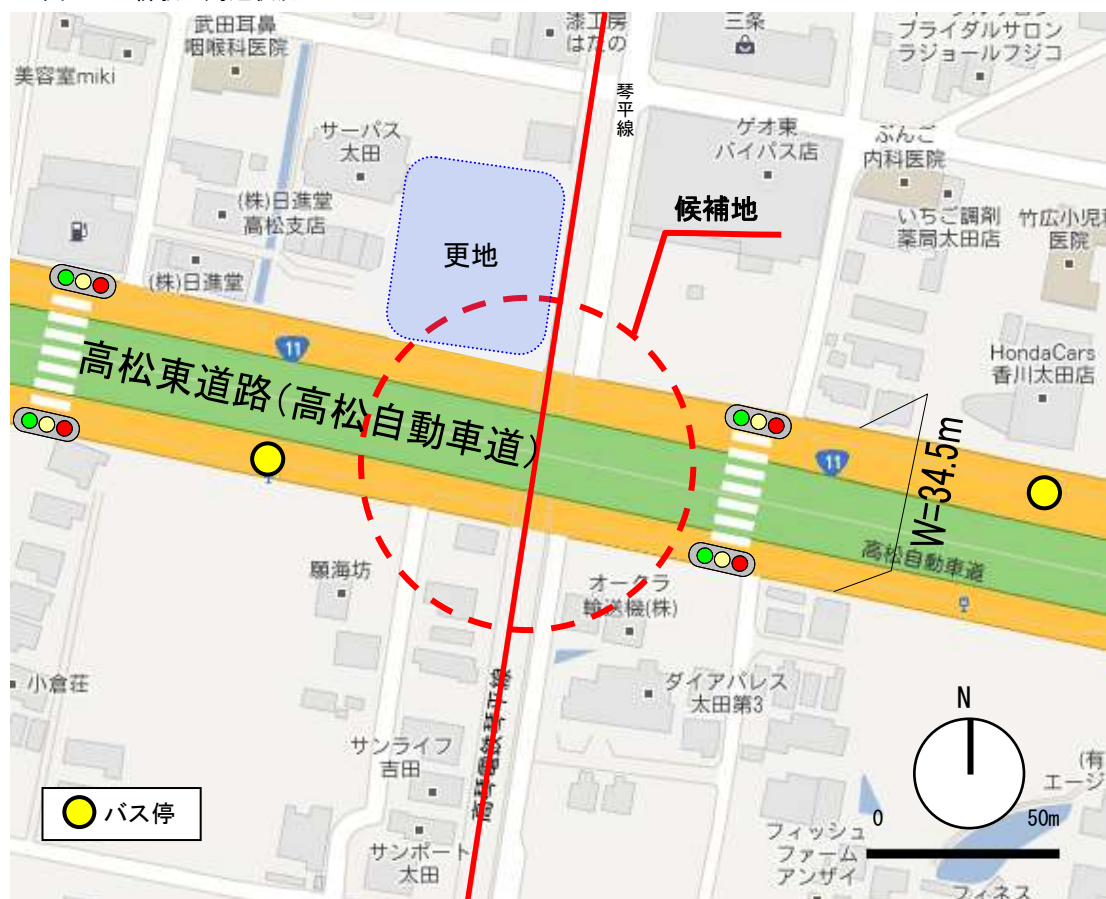 武田耳鼻
咽喉科医院
美容室miki
漆工房
はたの
三条
ブライダルサロン
ラジョールフジコ
琴平線
サーパス
太田
ゲオ東
バイパス店
ぶんご
内科医院
(株)日進堂
高松支店
更地
候補地
いちご調剤
薬局太田店
竹広小児科
医院
(株)日進堂
11
高松東道路(高松自動車道)
HondaCars
香川太田店
11
W=34.5m
高松自動車道
願海坊
オークラ
輸送機(株)
小倉荘
ダイアパレス
太田第3
サンライフ
吉田
N
(有
エージ
バス停
0
50m
サンポート
太田
フィッシュ
ファーム
アンザイ
フィネス